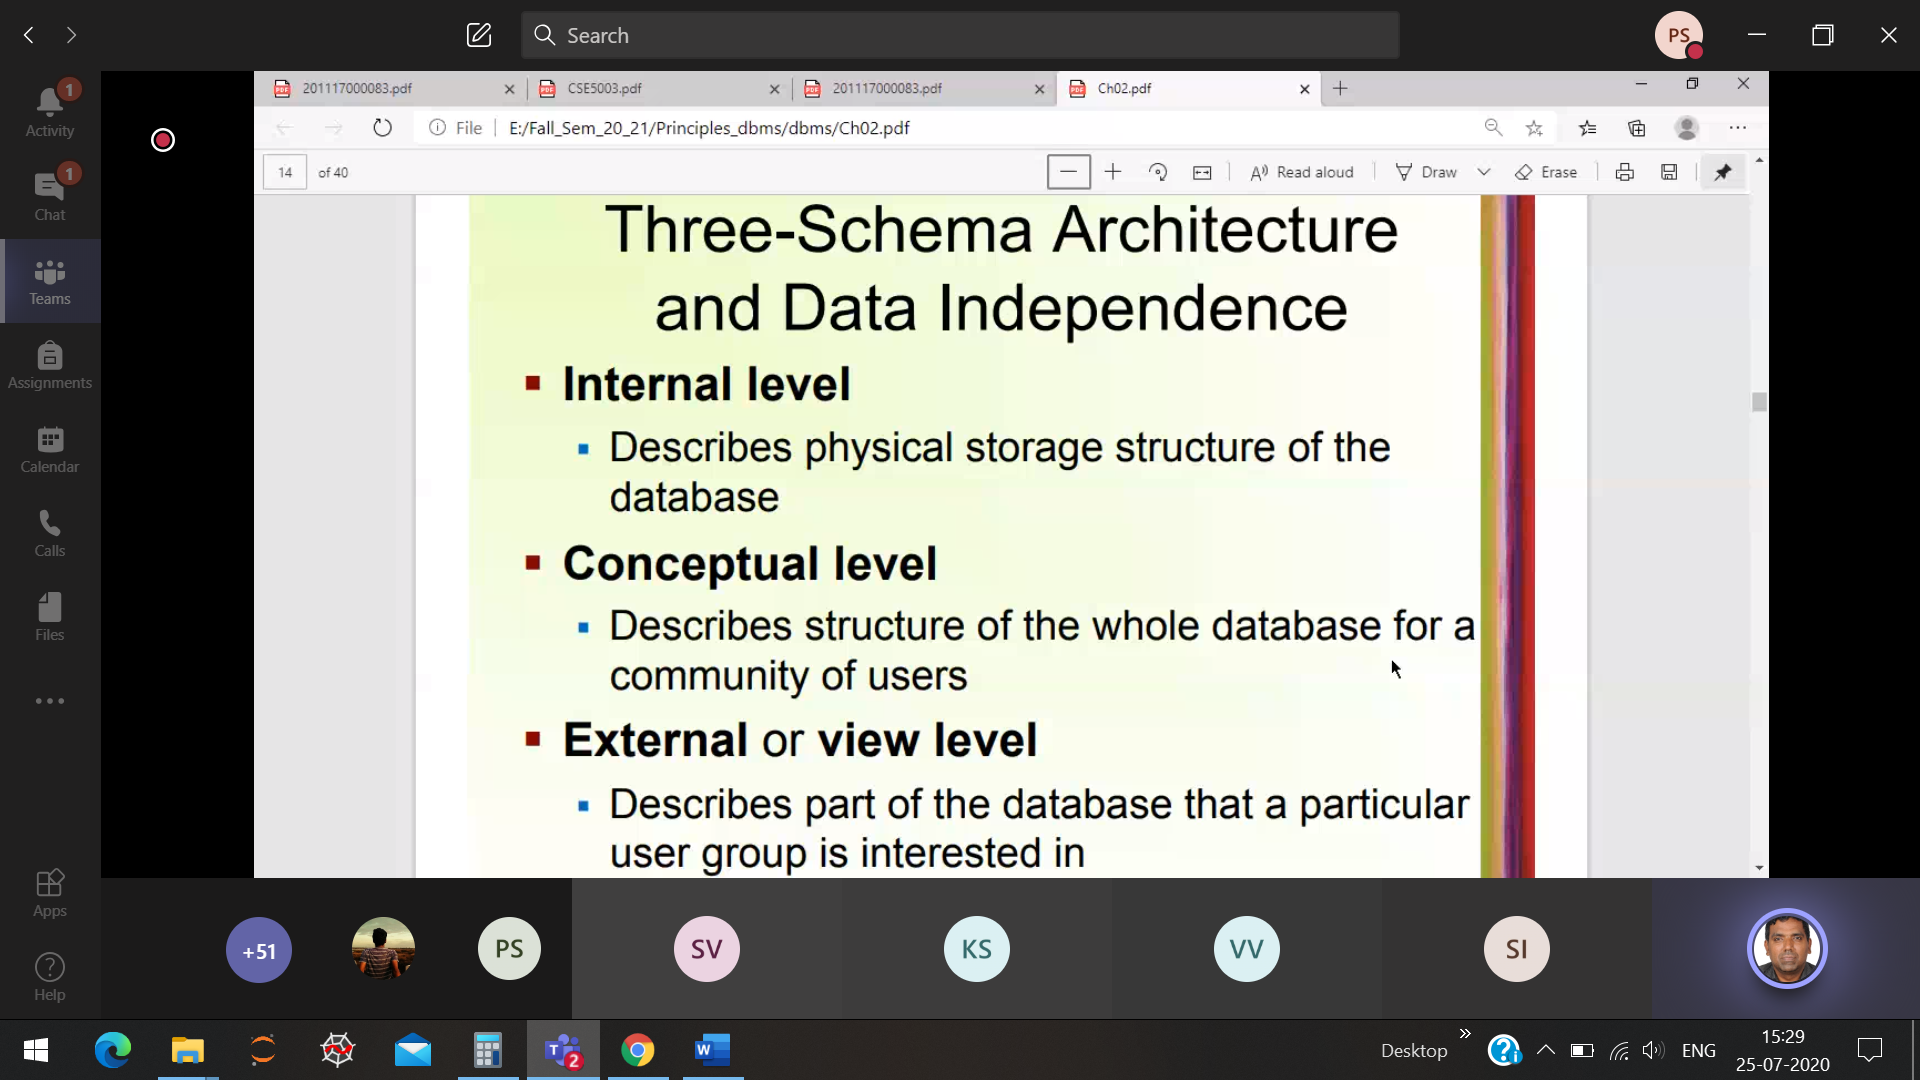 Search
PS
1
Activity
1
Chat
Teams
Assignments
Calendar
Calls
Files
Apps
Help
201117000083.pdf
CSE5003.pdf
201117000083.pdf
Ch02.pdf
File
E:/Fall_Sem_20_21/Principles_dbms/dbms/Ch02.pdf
14 of 40
Read aloud
Draw
Erase
Three-Schema Architecture
and Data Independence
Internal level
Describes physical storage structure of the
database
Conceptual level
Describes structure of the whole database for a
community of users
External or view level
Describes part of the database that a particular
user group is interested in
+51
PS
SV
KS
VV
SI
T
2
W
Desktop
ENG
15:29
25-07-2020